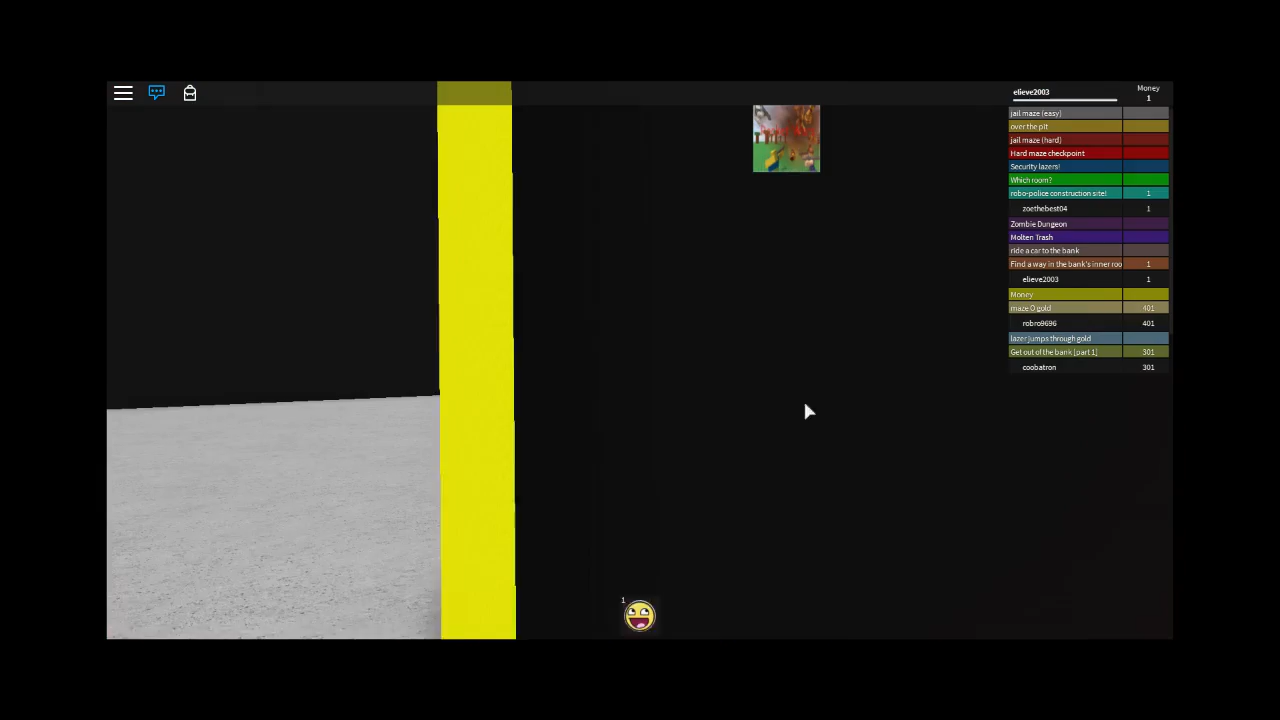 elieve2003 Money
1
jail maze (easy)
over the pit
jail maze (hard)
Hard maze checkpoint
Security lazers!
Which room?
robo-police construction site! 1
zoethebest04 1
Zombie Dungeon
Molten Trash
ride a car to the bank
Find a way in the bank's inner roo 1
elieve2003 1
Money
maze O gold 401
robro9696 401
lazer jumps through gold
Get out of the bank [part 1] 301
coobatron 301
1